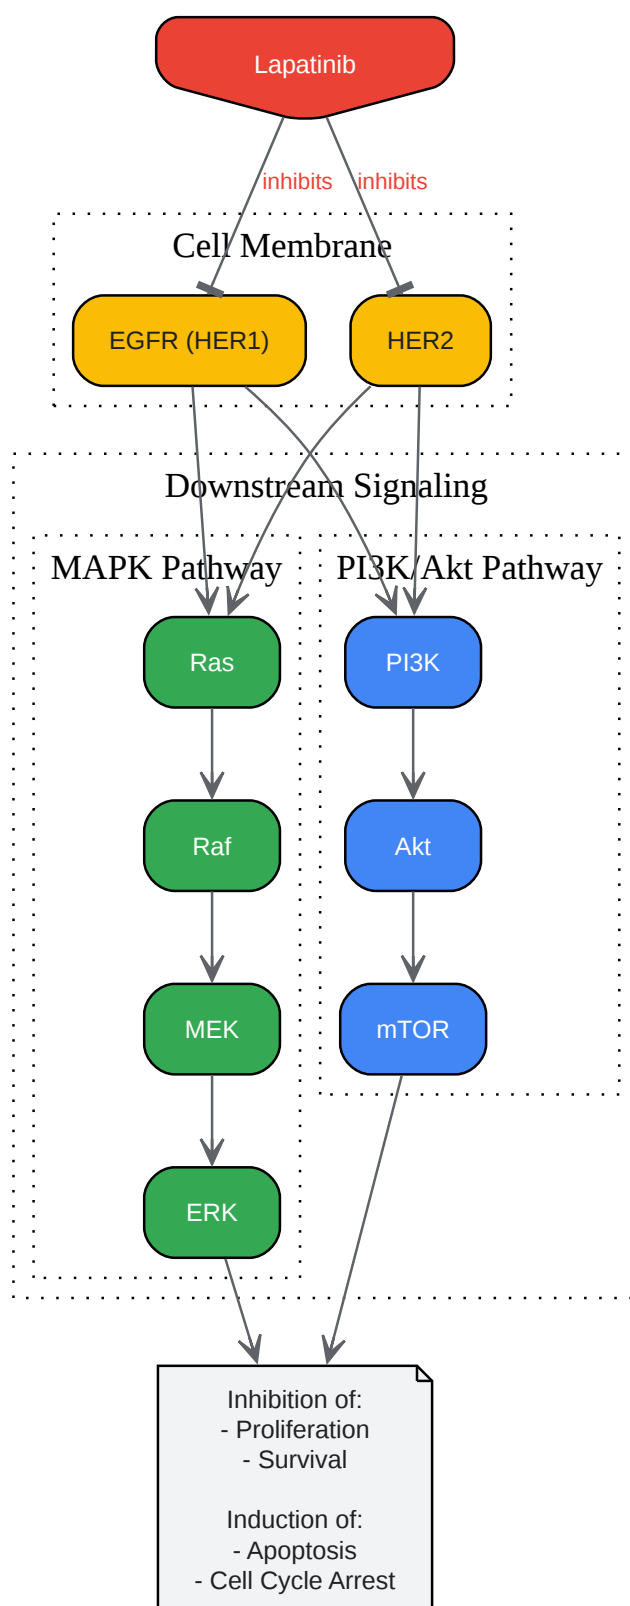 Lapatinib
inhibits inhibits
Cell Membrane
EGFR (HER1) HER2
Downstream Signaling
MAPK Pathway PI3K/Akt Pathway
Ras PI3K
Raf Akt
MEK mTOR
ERK
Inhibition of:
- Proliferation
- Survival
Induction of:
- Apoptosis
- Cell Cycle Arrest